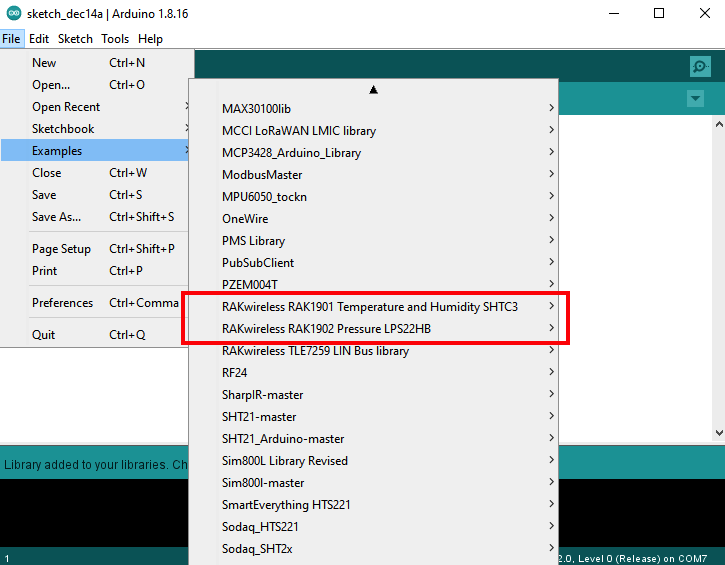 sketch_dec14a | Arduino 1.8.16
File Edit Sketch Tools Help
New Ctrl+N
Open... Ctrl+O
Open Recent
Sketchbook
Examples
Close Ctrl+W
Save Ctrl+S
Save As... Ctrl+Shift+S
Page Setup Ctrl+Shift+P
Print Ctrl+P
Preferences Ctrl+Comma
Quit Ctrl+Q
MAX30100lib
MCCI LoRaWAN LMIC library
MCP3428_Arduino_Library
ModbusMaster
MPU6050_tockn
OneWire
PMS Library
PubSubClient
PZEM004T
RAKwireless RAK1901 Temperature and Humidity SHTC3
RAKwireless RAK1902 Pressure LPS22HB
RAKwireless TLE7259 LIN Bus library
RF24
SharpIR-master
SHT21-master
SHT21_Arduino-master
Sim800L Library Revised
Sim800l-master
SmartEverything HTS221
Sodaq_HTS221
Sodaq_SHT2x
Library added to your libraries. Ch
1
2.0, Level 0 (Release) on COM7